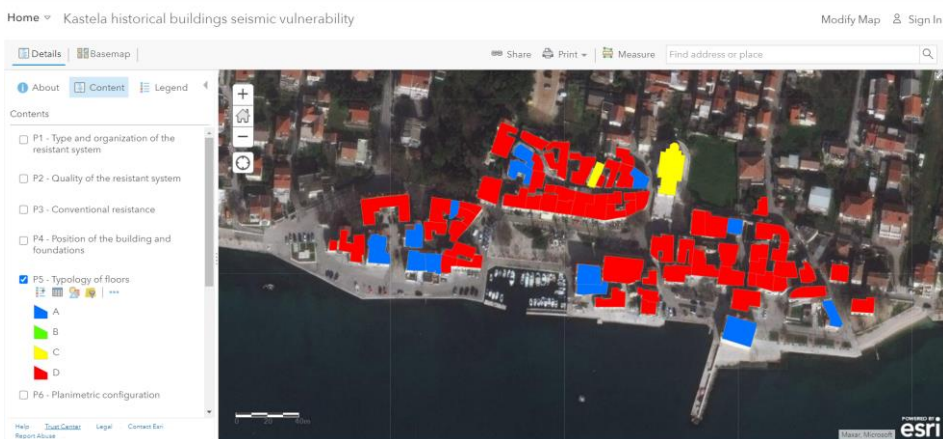 Home Kastela historical buildings seismic vulnerability
Modify Map Sign In
Details Basemap
Share Print Measure Find address or place
About Content Legend
Contents
P1 - Type and organization of the
resistant system
P2 - Quality of the resistant system
P3 - Conventional resistance
P4 - Position of the building and
foundations
P5 - Typology of floors
A
B
C
D
P6 - Planimetric configuration
Help Trust Center Legal Contact Esri
Report Abuse
0 20 40m
Maxar, Microsoft
POWERED BY
esri